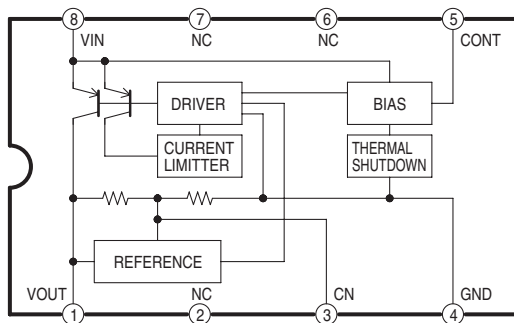 8 7 6 5
VIN NC NC CONT
DRIVER BIAS
CURRENT
LIMITTER
THERMAL
SHUTDOWN
REFERENCE
VOUT NC CN GND
1 2 3 4